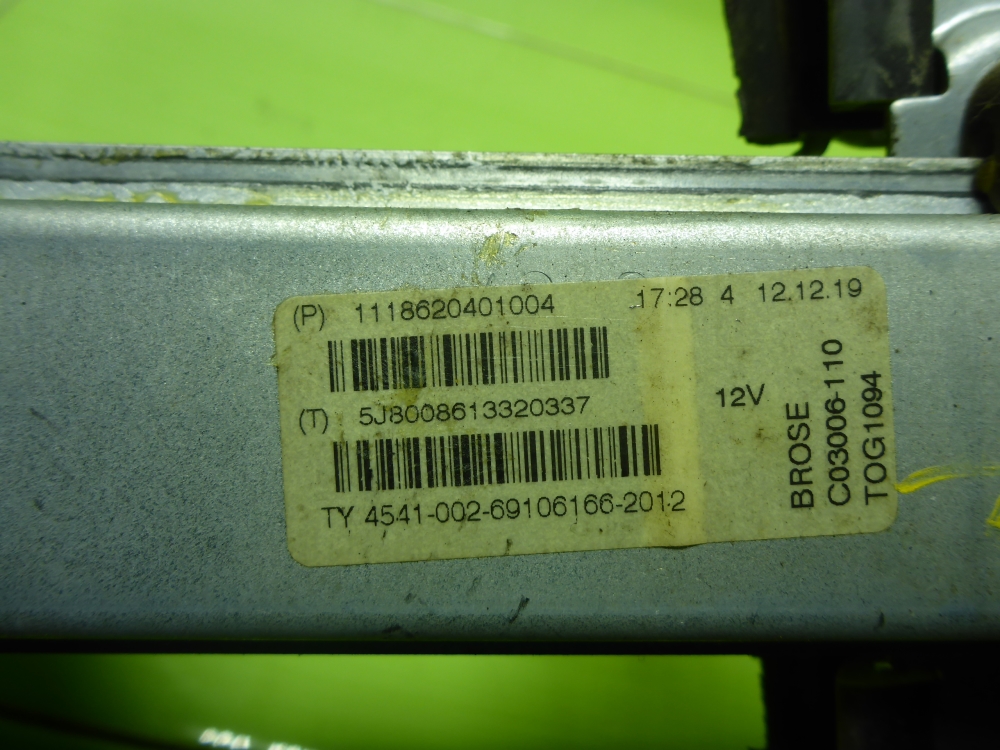 (P) 1118620401004 17:28 4 12.12.19
(T) 5J8008613320337
12V
TY 4541-002-69106166-2012
BROSE
C03006-110
TOG1094